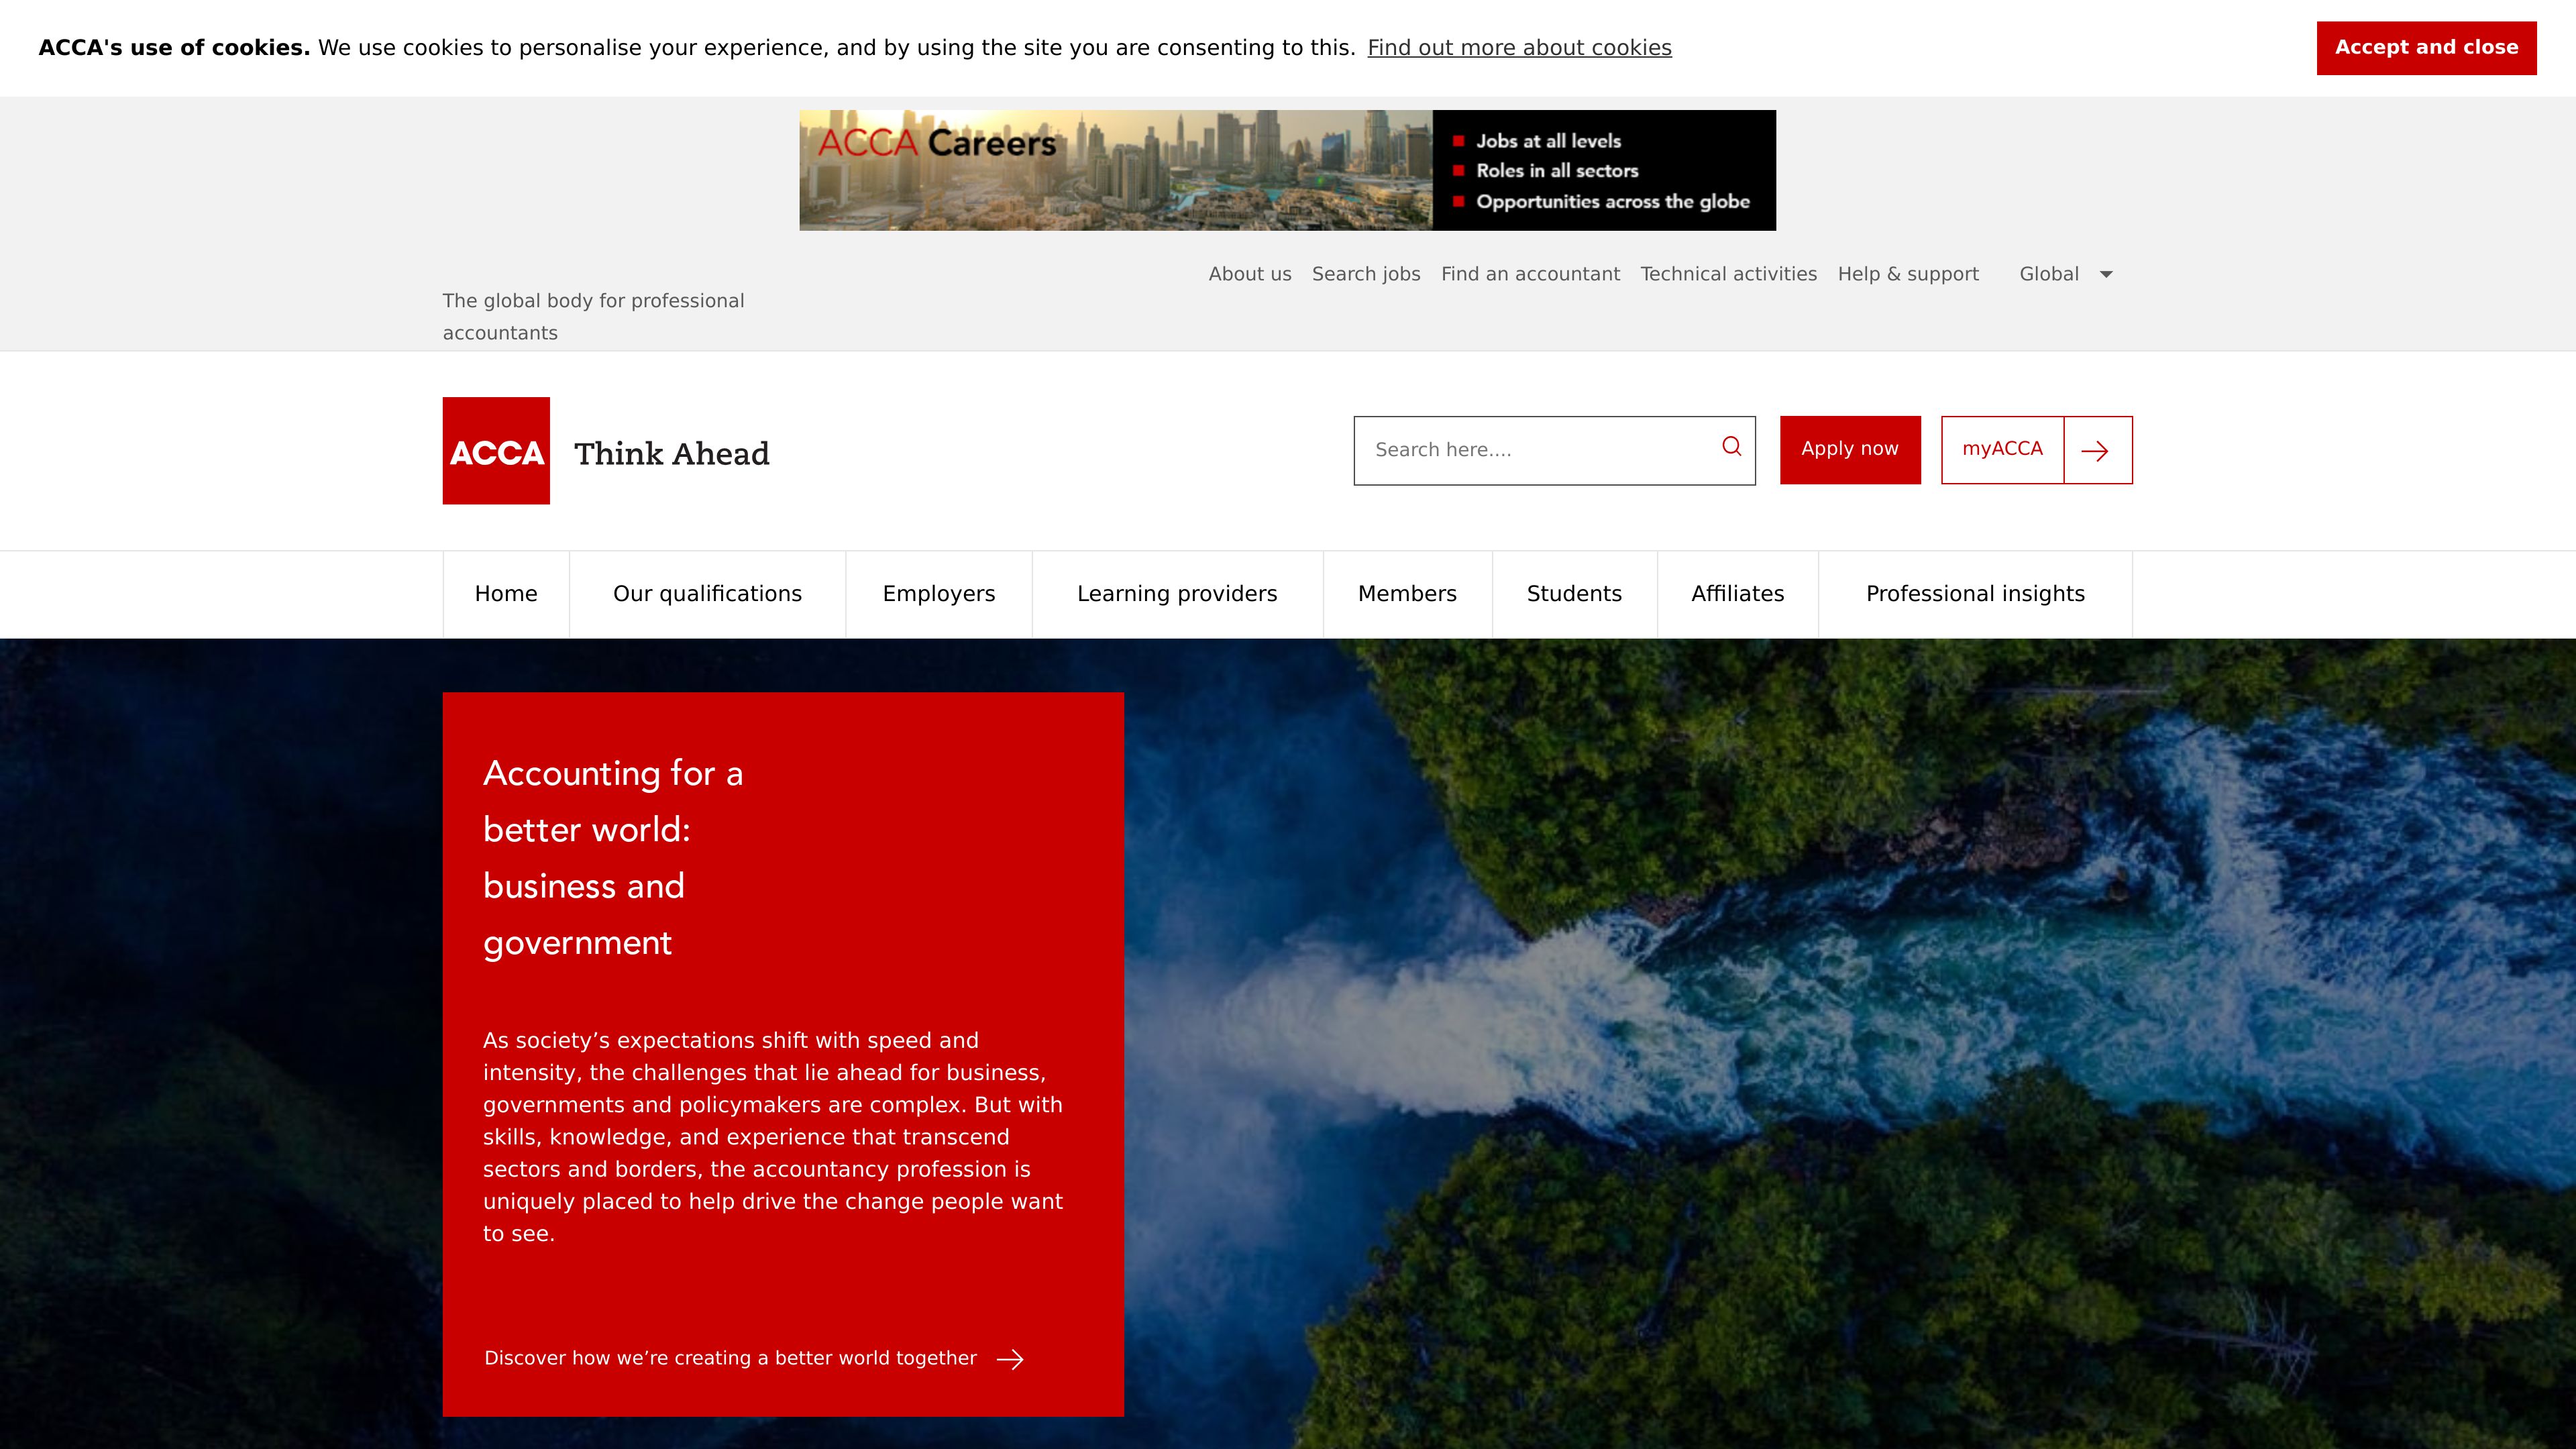 ACCA's use of cookies. We use cookies to personalise your experience, and by using the site you are consenting to this. Find out more about cookies
Accept and close
ACCA Careers
Jobs at all levels
Roles in all sectors
Opportunities across the globe
About us
Search jobs
Find an accountant
Technical activities
Help & support
Global
The global body for professional
accountants
ACCA
Think Ahead
Search here....
Apply now
myACCA
Home
Our qualifications
Employers
Learning providers
Members
Students
Affiliates
Professional insights
Accounting for a
better world:
business and
government
As society’s expectations shift with speed and
intensity, the challenges that lie ahead for business,
governments and policymakers are complex. But with
skills, knowledge, and experience that transcend
sectors and borders, the accountancy profession is
uniquely placed to help drive the change people want
to see.
Discover how we’re creating a better world together